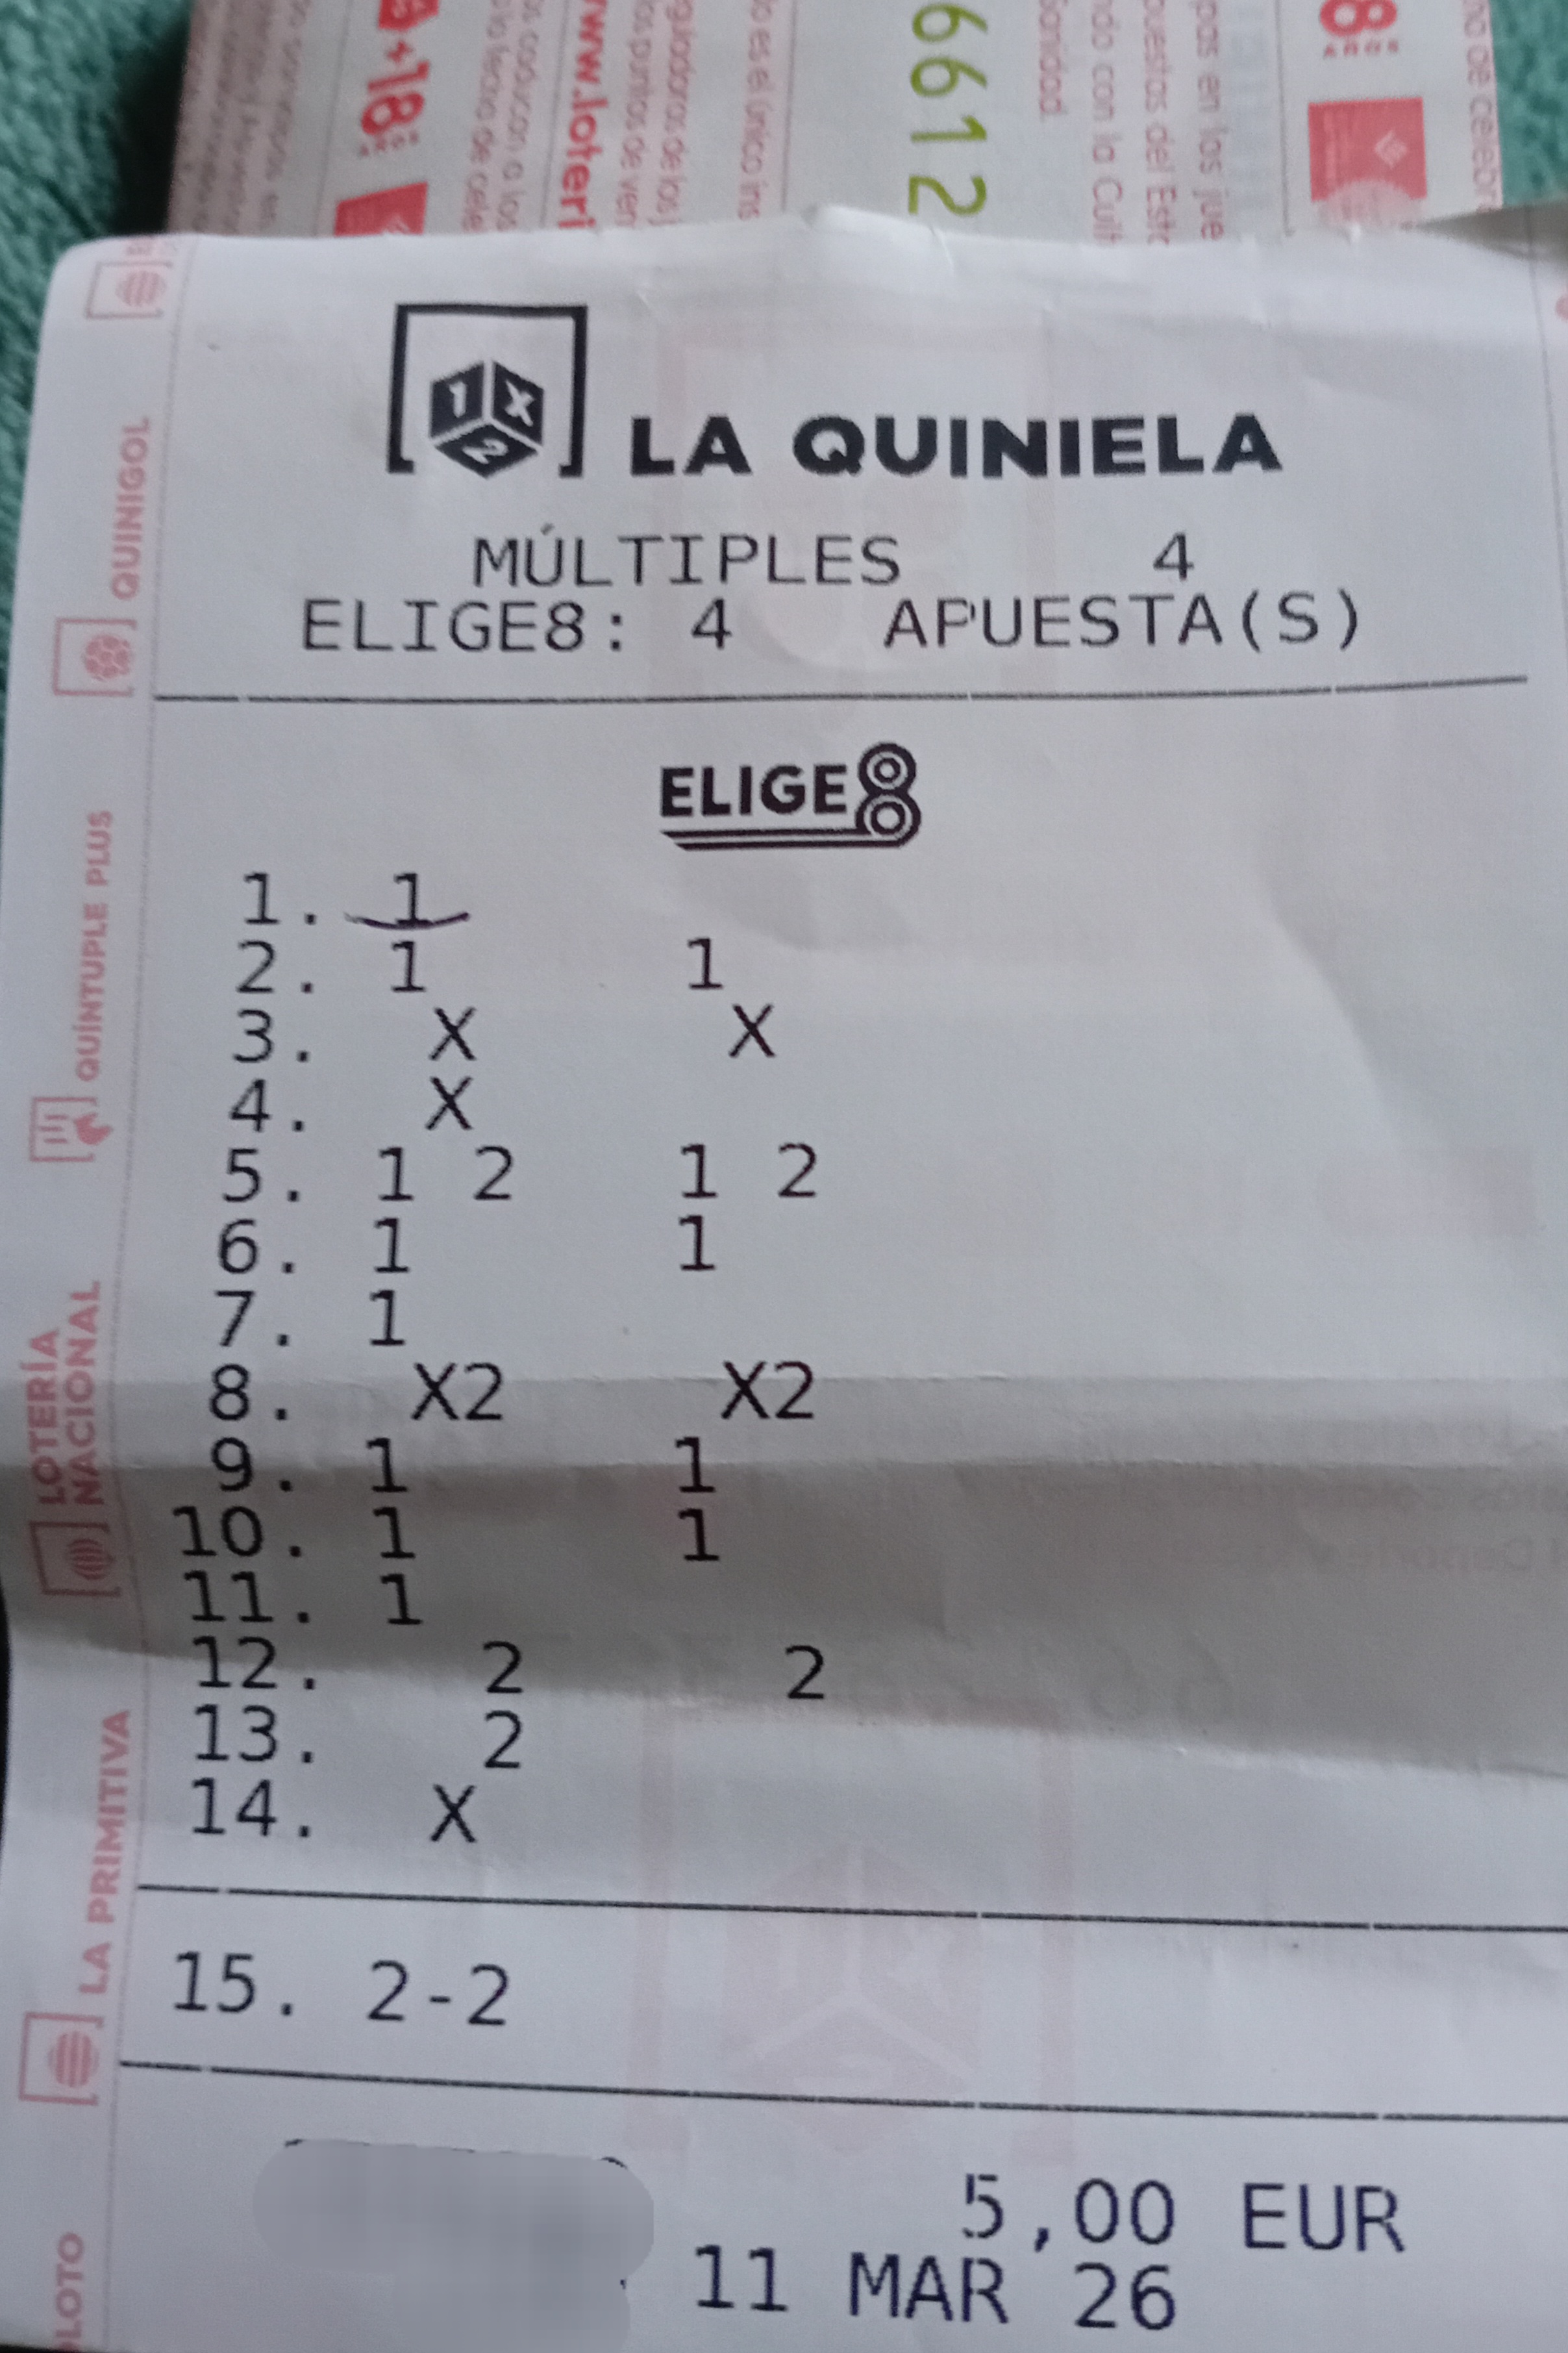 6612
+18
www.loteri
LA QUINIELA
MÚLTIPLES 4
ELIGE8: 4 APUESTA(S)
ELIGE8
1. 1
2. 1 1
3. X X
4. X
5. 1 2 1 2
6. 1 1
7. 1
8. X2 X2
9. 1 1
10. 1 1
11. 1
12. 2 2
13. 2
14. X
15. 2-2
5,00 EUR
11 MAR 26
QUINIGOL
QUÍNTUPLE PLUS
LOTERÍA
NACIONAL
LA PRIMITIVA
LOTO